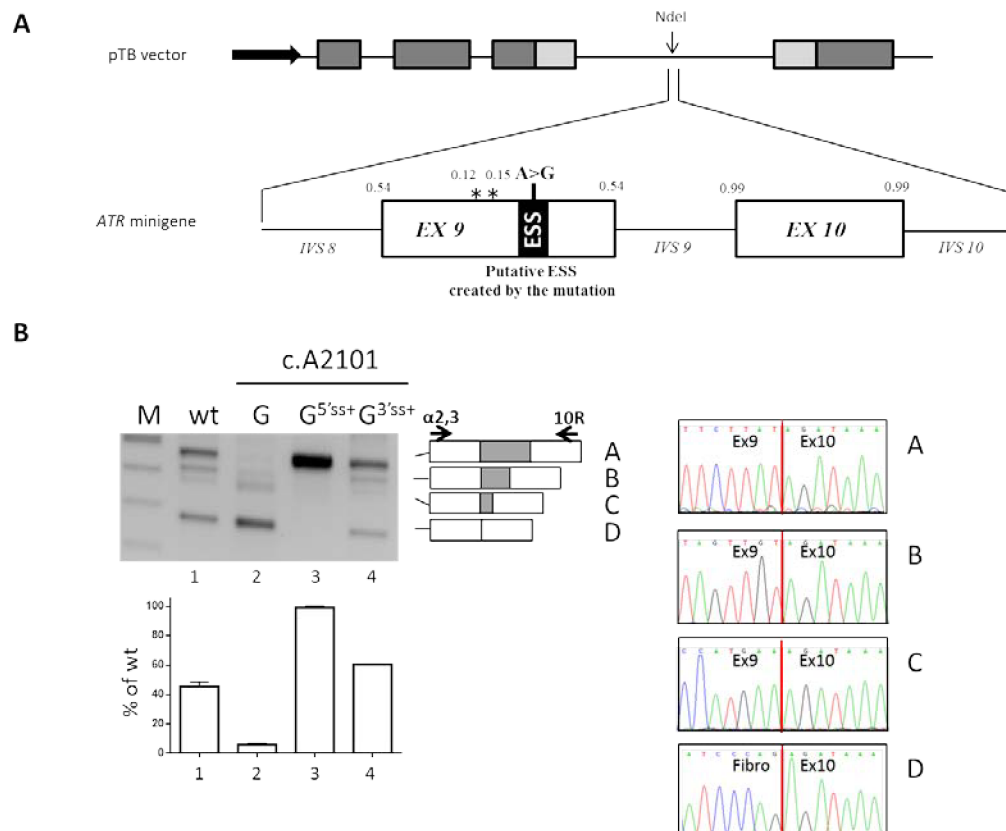 A
NdeI
pTB vector
0.54
0.12
0.15
A>G
0.54
0.99
0.99
ATR minigene
EX 9
ESS
EX 10
IVS 8
IVS 9
IVS 10
Putative ESS
created by the mutation
B
c.A2101
M wt G G5'ss+ G3'ss+
α2,3 10R
A
B
C
D
1 2 3 4
% of wt
100
80
60
40
20
0
1 2 3 4
T T C T T A T A G A T A A A
Ex9 Ex10
A
T A G T T G T A G A T A A A
Ex9 Ex10
B
C C A T G A A A G A T A A A
Ex9 Ex10
C
A T C C C A G A G A T A A A
Fibro Ex10
D